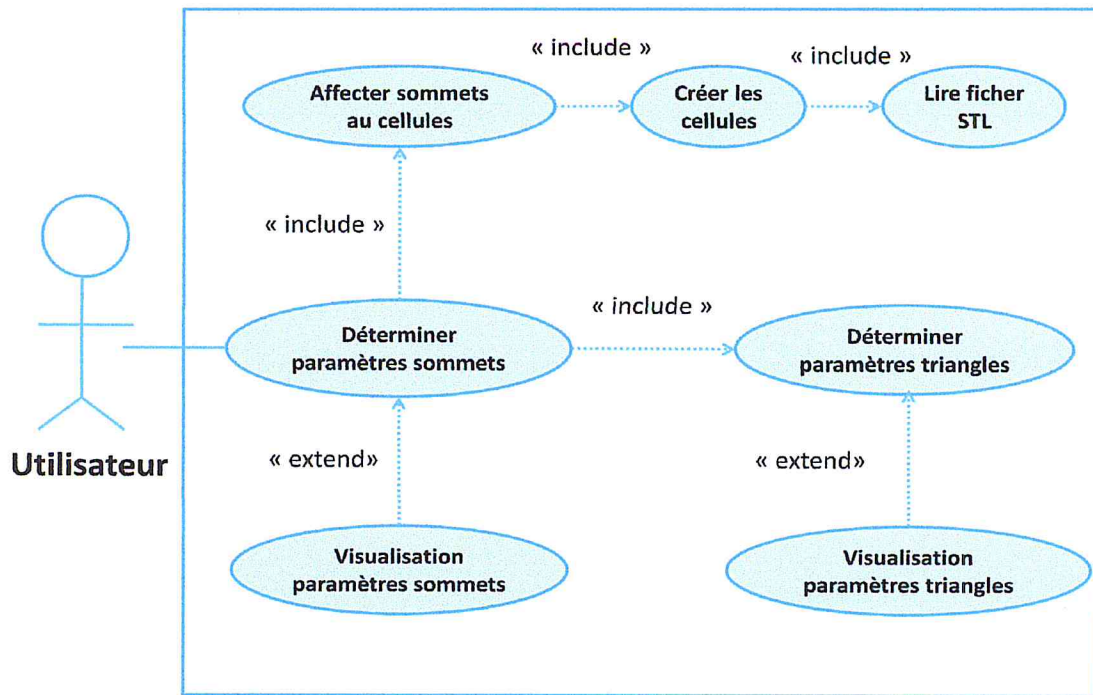 « include »
« include »
Affecter sommets
au cellules
Créer les
cellules
Lire ficher
STL
« include »
« include »
Déterminer
paramètres sommets
Déterminer
paramètres triangles
Utilisateur
« extend»
« extend»
Visualisation
paramètres sommets
Visualisation
paramètres triangles